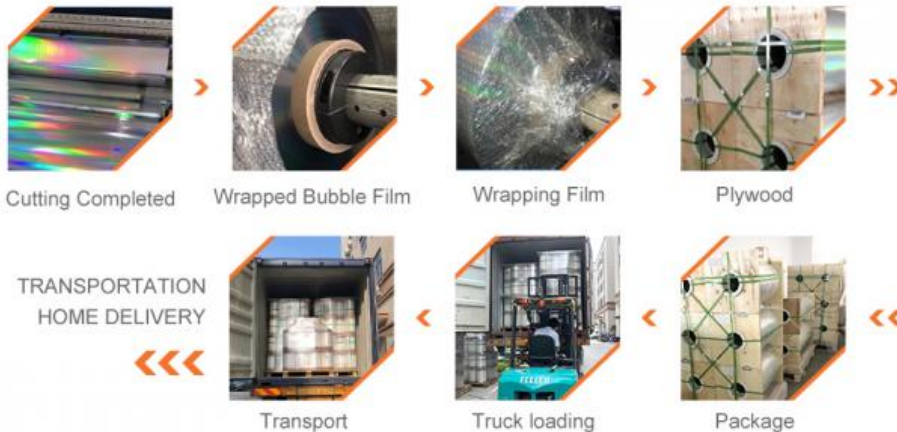 Cutting Completed
Wrapped Bubble Film
Wrapping Film
Plywood
TRANSPORTATION
HOME DELIVERY
Transport
Truck loading
Package